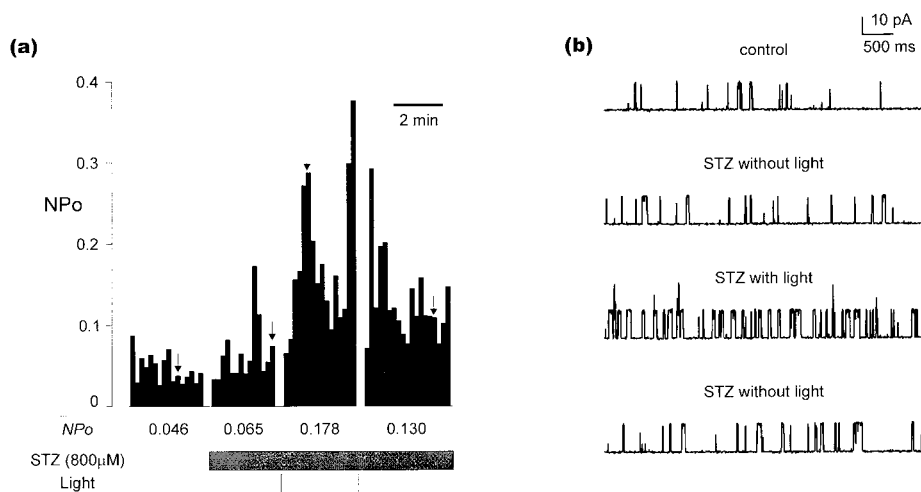 (a)
0.4
0.3
0.2
0.1
0
NPo
2 min
NPo 0.046 0.065 0.178 0.130
STZ (800µM)
Light
(b)
10 pA
500 ms
control
STZ without light
STZ with light
STZ without light